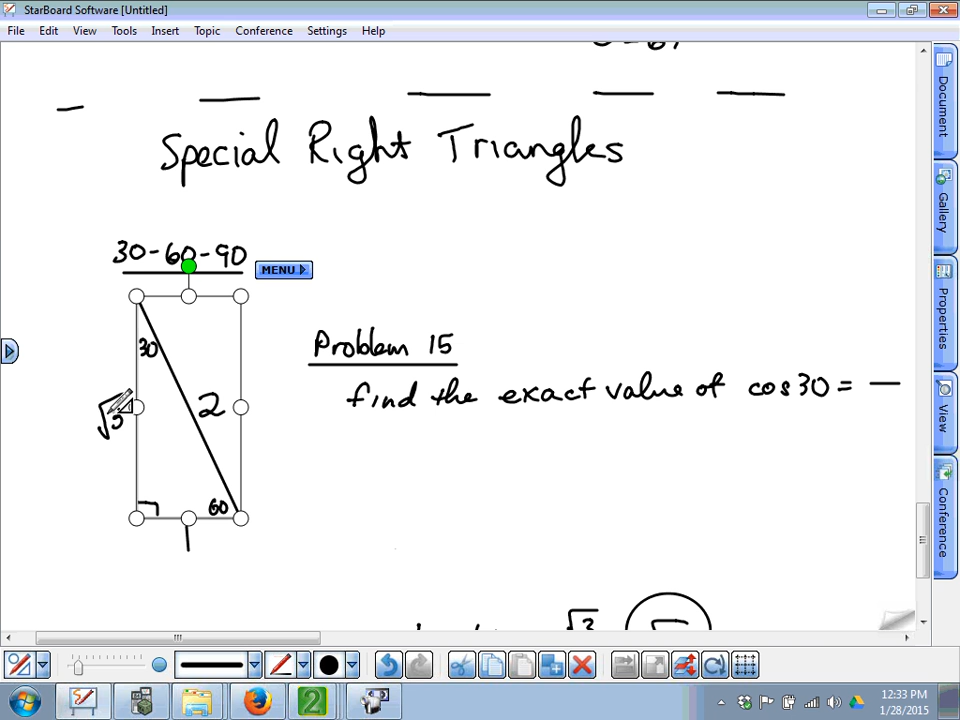 StarBoard Software [Untitled]
File Edit View Tools Insert Topic Conference Settings Help
Special Right Triangles
30-60-90
MENU
30
2
60
1
Problem 15
find the exact value of cos30 = —
√3
Document
Gallery
Properties
View
Conference
12:33 PM
1/28/2015